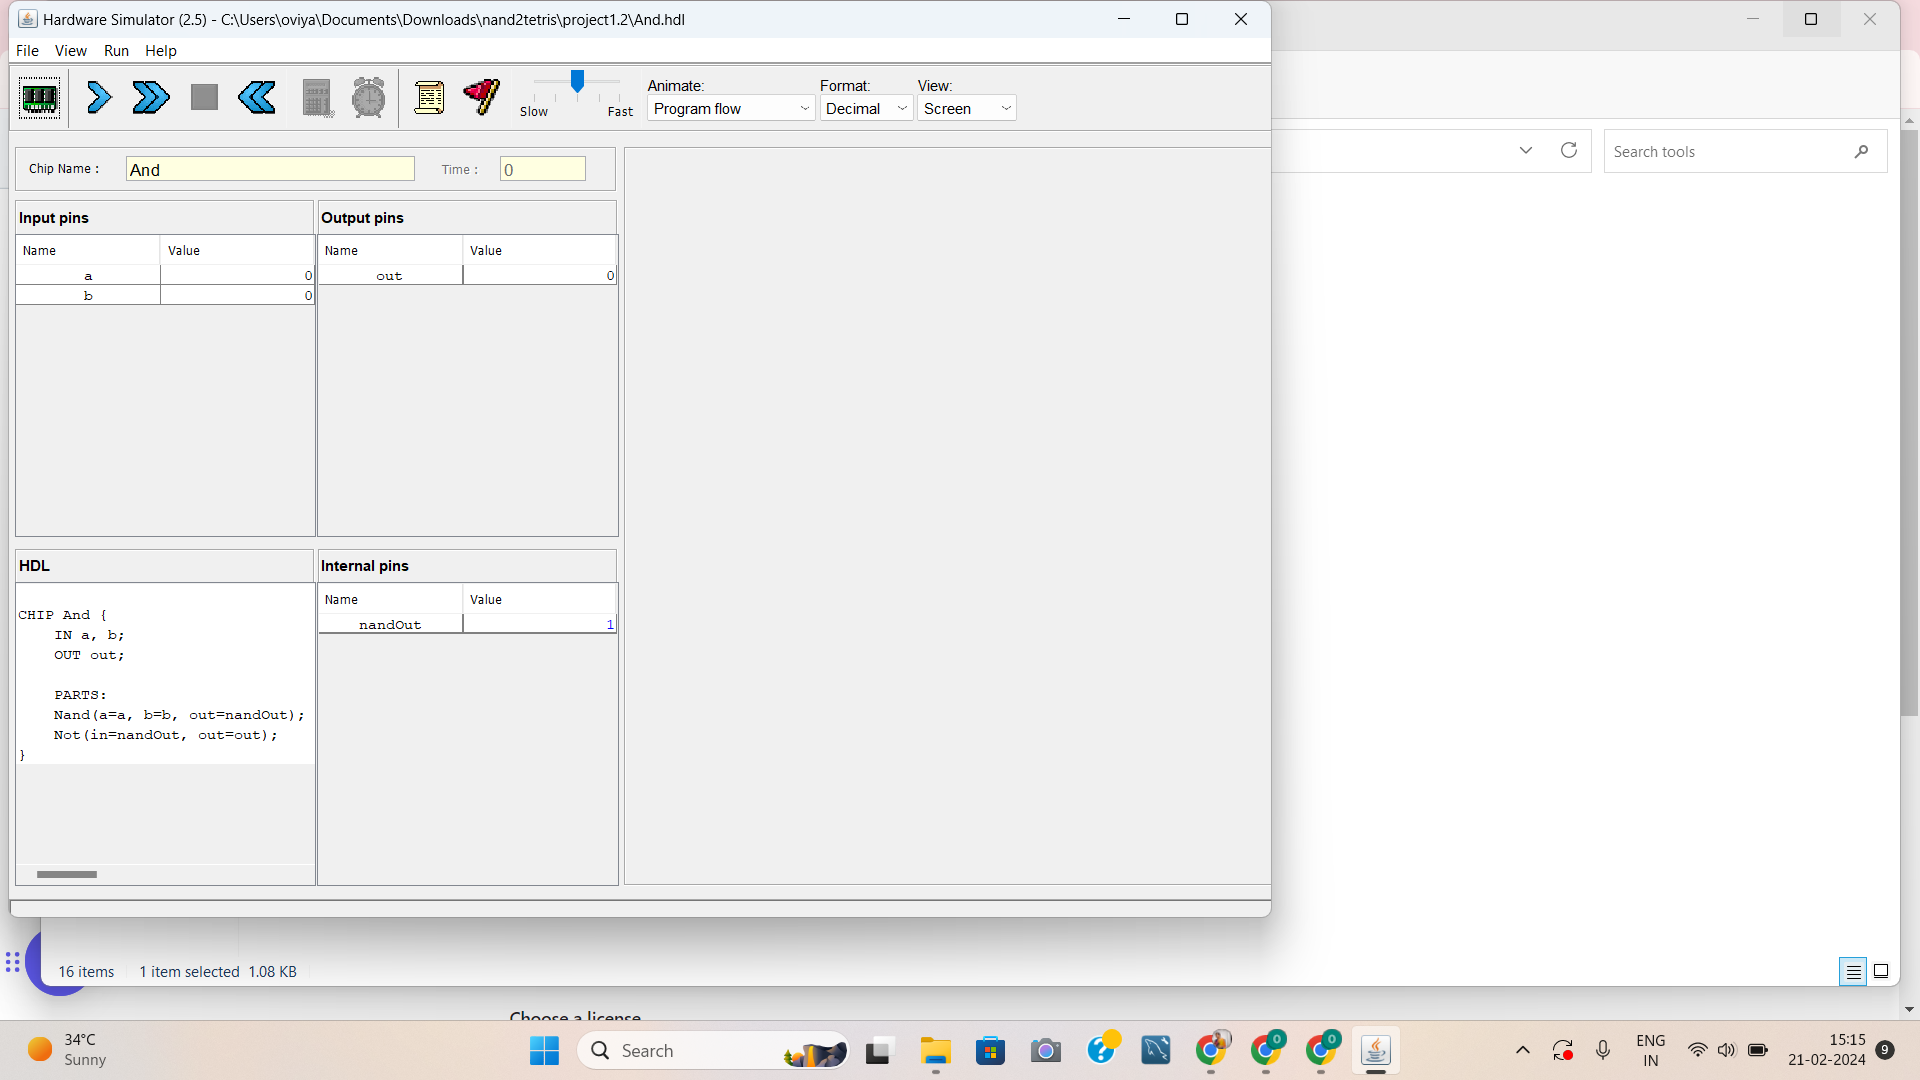 Hardware Simulator (2.5) - C:\Users\oviya\Documents\Downloads\nand2tetris\project1.2\And.hdl
File View Run Help
Slow Fast
Animate: Format: View:
Program flow Decimal Screen
Chip Name : And Time : 0
Search tools
Input pins Output pins
Name Value Name Value
a 0 out 0
b 0
HDL Internal pins
Name Value
nandOut 1
CHIP And {
IN a, b;
OUT out;
PARTS:
Nand(a=a, b=b, out=nandOut);
Not(in=nandOut, out=out);
}
16 items 1 item selected 1.08 KB
Choose a license
34°C
Sunny
Search
0
0
ENG
IN
15:15
21-02-2024
9